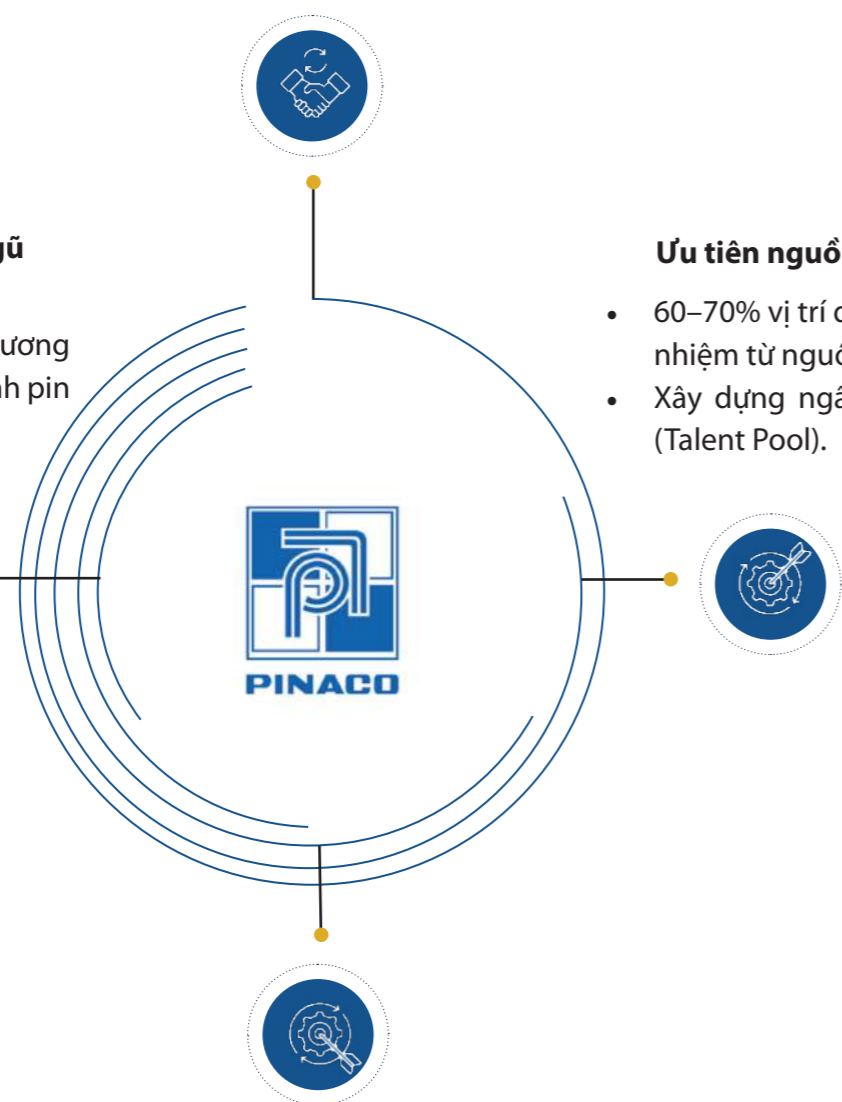 gũ
ương
nh pin
Ưu tiên nguồ
• 60–70% vị trí c
nhiệm từ nguồ
• Xây dựng ngâ
(Talent Pool).
PINACO